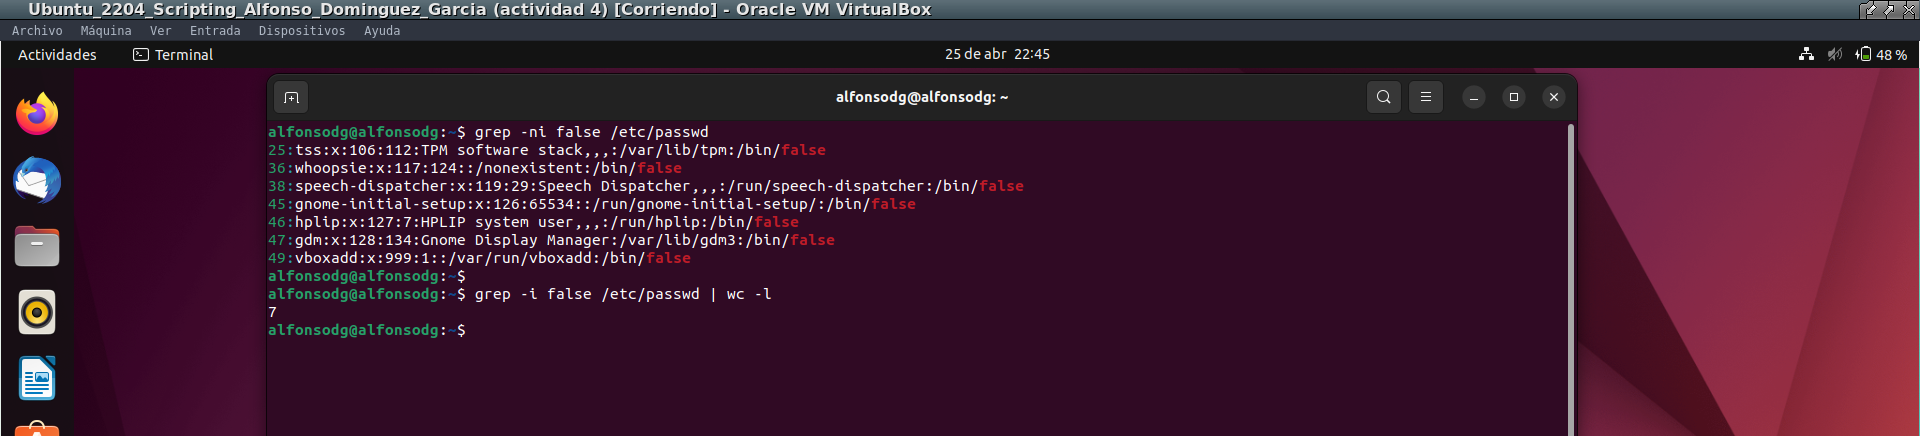 Ubuntu_2204_Scripting_Alfonso_Dominguez_Garcia (actividad 4) [Corriendo] - Oracle VM VirtualBox
Archivo Máquina Ver Entrada Dispositivos Ayuda
Actividades Terminal 25 de abr 22:45 48 %
alfonsodg@alfonsodg: ~
alfonsodg@alfonsodg:~$ grep -ni false /etc/passwd
25:tss:x:106:112:TPM software stack,,,:/var/lib/tpm:/bin/false
36:whoopsie:x:117:124::/nonexistent:/bin/false
38:speech-dispatcher:x:119:29:Speech Dispatcher,,,:/run/speech-dispatcher:/bin/false
45:gnome-initial-setup:x:126:65534::/run/gnome-initial-setup/:/bin/false
46:hplip:x:127:7:HPLIP system user,,,:/run/hplip:/bin/false
47:gdm:x:128:134:Gnome Display Manager:/var/lib/gdm3:/bin/false
49:vboxadd:x:999:1::/var/run/vboxadd:/bin/false
alfonsodg@alfonsodg:~$
alfonsodg@alfonsodg:~$ grep -i false /etc/passwd | wc -l
7
alfonsodg@alfonsodg:~$